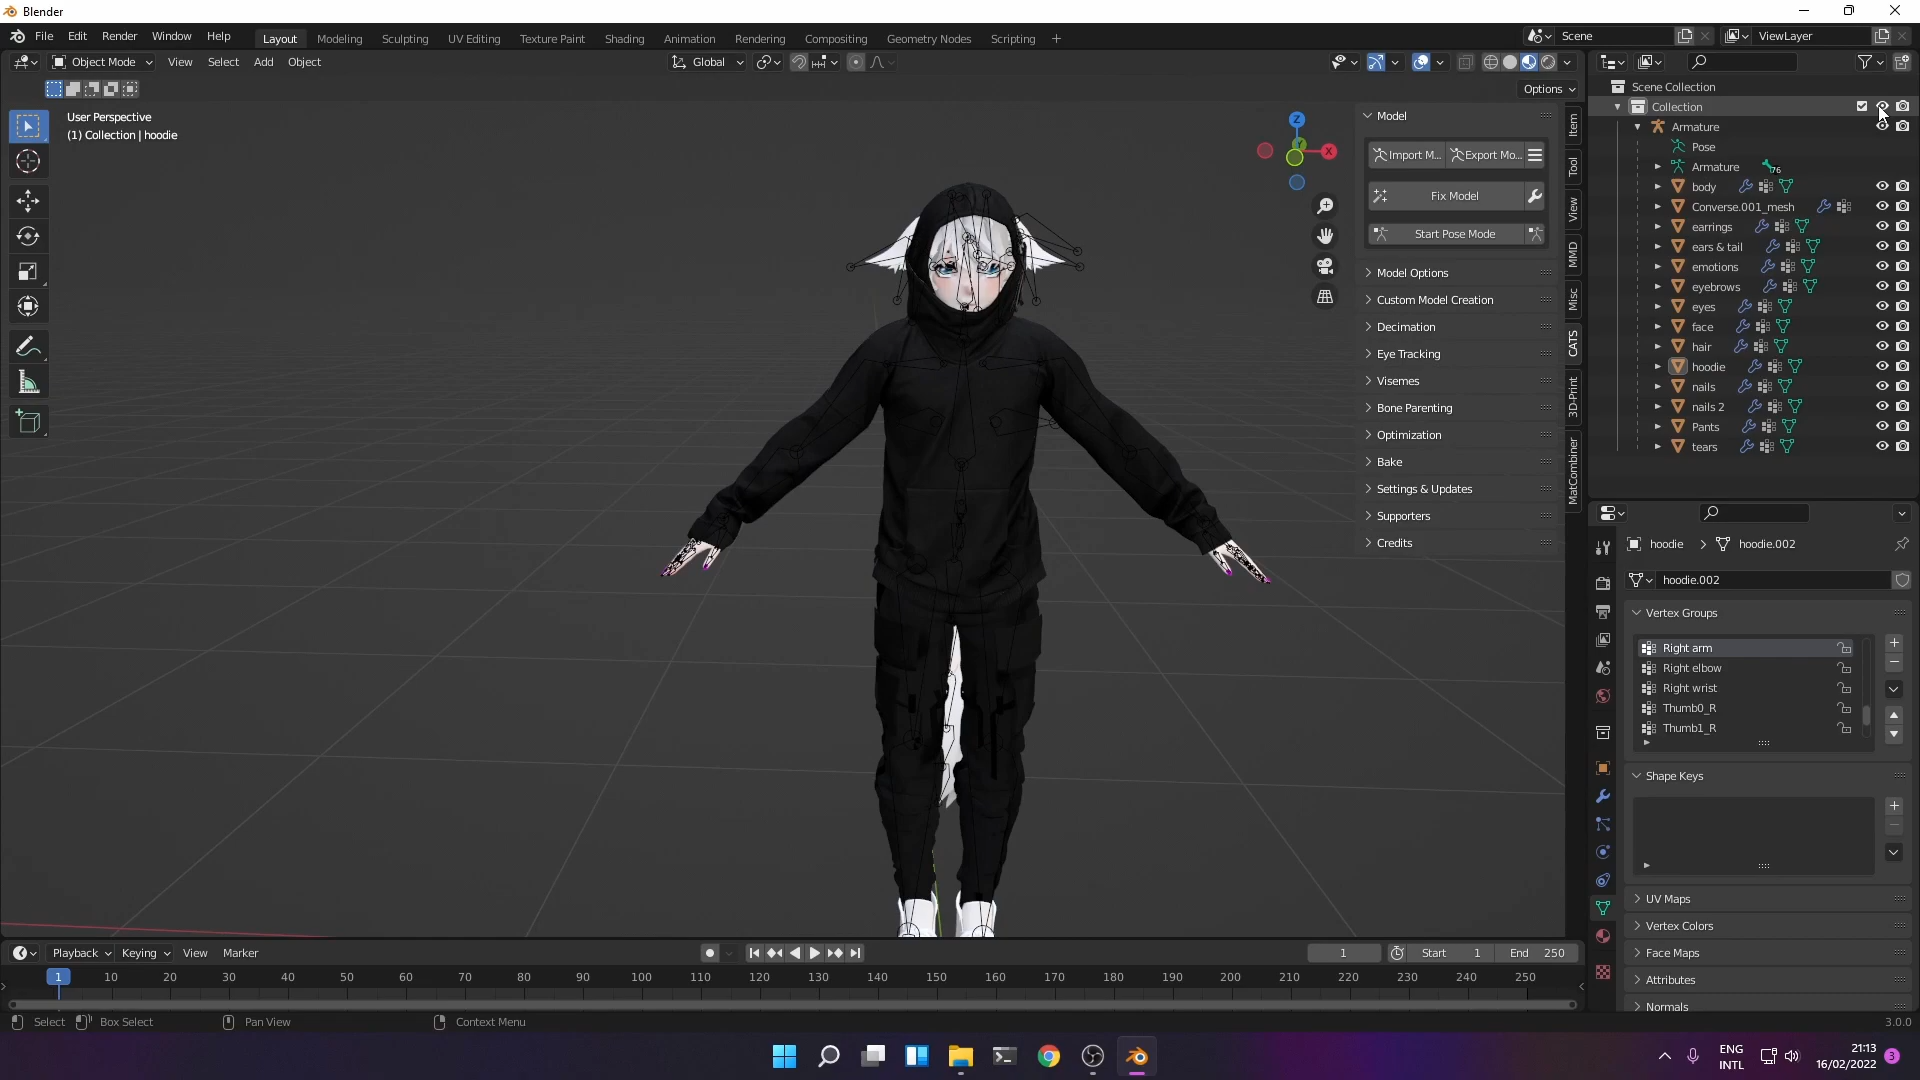 Blender
File Edit Render Window Help
Layout Modeling Sculpting UV Editing Texture Paint Shading Animation Rendering Compositing Geometry Nodes Scripting +
Scene
ViewLayer
Object Mode View Select Add Object
Global
Options
User Perspective
(1) Collection | hoodie
Z
Y
X
Model
Import M...
Export Mo...
Fix Model
Start Pose Mode
Model Options
Custom Model Creation
Decimation
Eye Tracking
Visemes
Bone Parenting
Optimization
Bake
Settings & Updates
Supporters
Credits
Item
Tool
View
MMD
Misc
CATS
3D-Print
MatCombiner
Scene Collection
Collection
Armature
Pose
Armature 76
body
Converse.001_mesh
earrings
ears & tail
emotions
eyebrows
eyes
face
hair
hoodie
nails
nails 2
Pants
tears
hoodie hoodie.002
hoodie.002
Vertex Groups
Right arm
Right elbow
Right wrist
Thumb0_R
Thumb1_R
Shape Keys
UV Maps
Vertex Colors
Face Maps
Attributes
Normals
Playback Keying View Marker
1 Start 1 End 250
1 10 20 30 40 50 60 70 80 90 100 110 120 130 140 150 160 170 180 190 200 210 220 230 240 250
Select Box Select Pan View Context Menu
3.0.0
ENG
INTL
21:13
16/02/2022
3